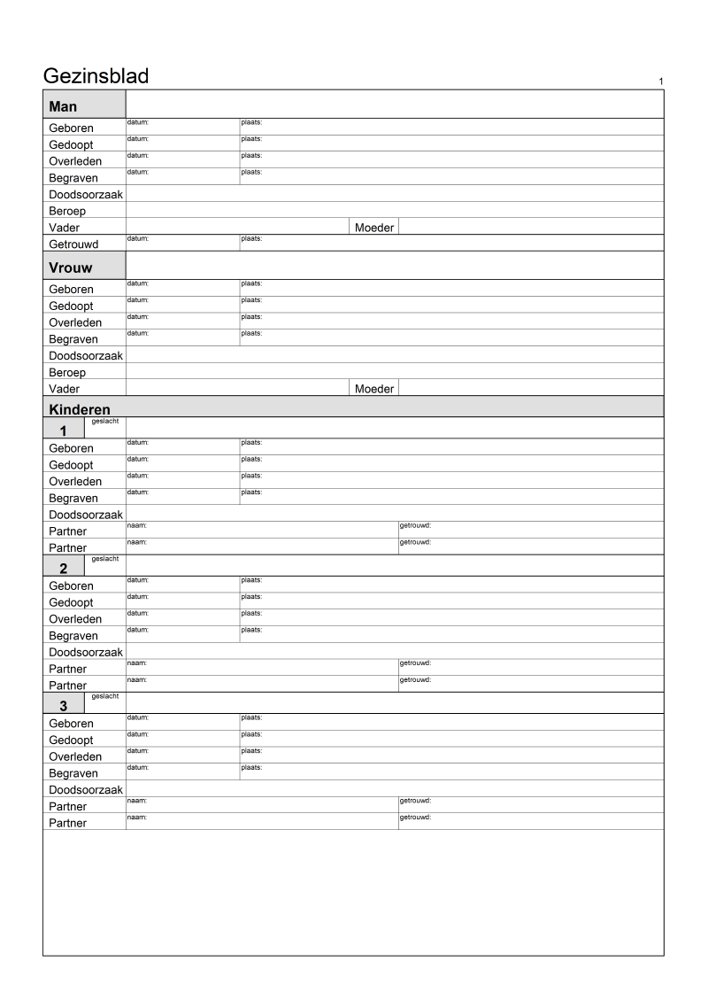 Gezinsblad
1
Man
Geboren datum: plaats:
Gedoopt datum: plaats:
Overleden datum: plaats:
Begraven datum: plaats:
Doodsoorzaak
Beroep
Vader Moeder
Getrouwd datum: plaats:
Vrouw
Geboren datum: plaats:
Gedoopt datum: plaats:
Overleden datum: plaats:
Begraven datum: plaats:
Doodsoorzaak
Beroep
Vader Moeder
Kinderen
1 geslacht
Geboren datum: plaats:
Gedoopt datum: plaats:
Overleden datum: plaats:
Begraven datum: plaats:
Doodsoorzaak
Partner naam: getrouwd:
Partner naam: getrouwd:
2 geslacht
Geboren datum: plaats:
Gedoopt datum: plaats:
Overleden datum: plaats:
Begraven datum: plaats:
Doodsoorzaak
Partner naam: getrouwd:
Partner naam: getrouwd:
3 geslacht
Geboren datum: plaats:
Gedoopt datum: plaats:
Overleden datum: plaats:
Begraven datum: plaats:
Doodsoorzaak
Partner naam: getrouwd:
Partner naam: getrouwd: